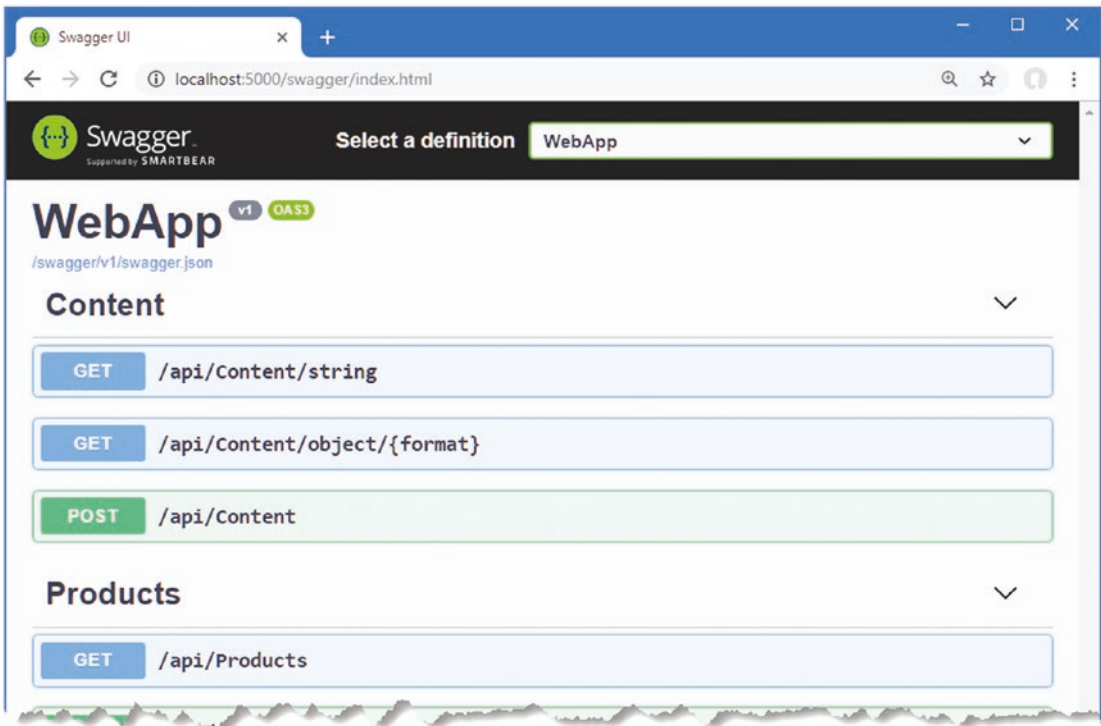 Swagger UI
localhost:5000/swagger/index.html
{...} Swagger
Supported by SMARTBEAR
Select a definition WebApp
WebApp v1 OAS3
/swagger/v1/swagger.json
Content
GET /api/Content/string
GET /api/Content/object/{format}
POST /api/Content
Products
GET /api/Products